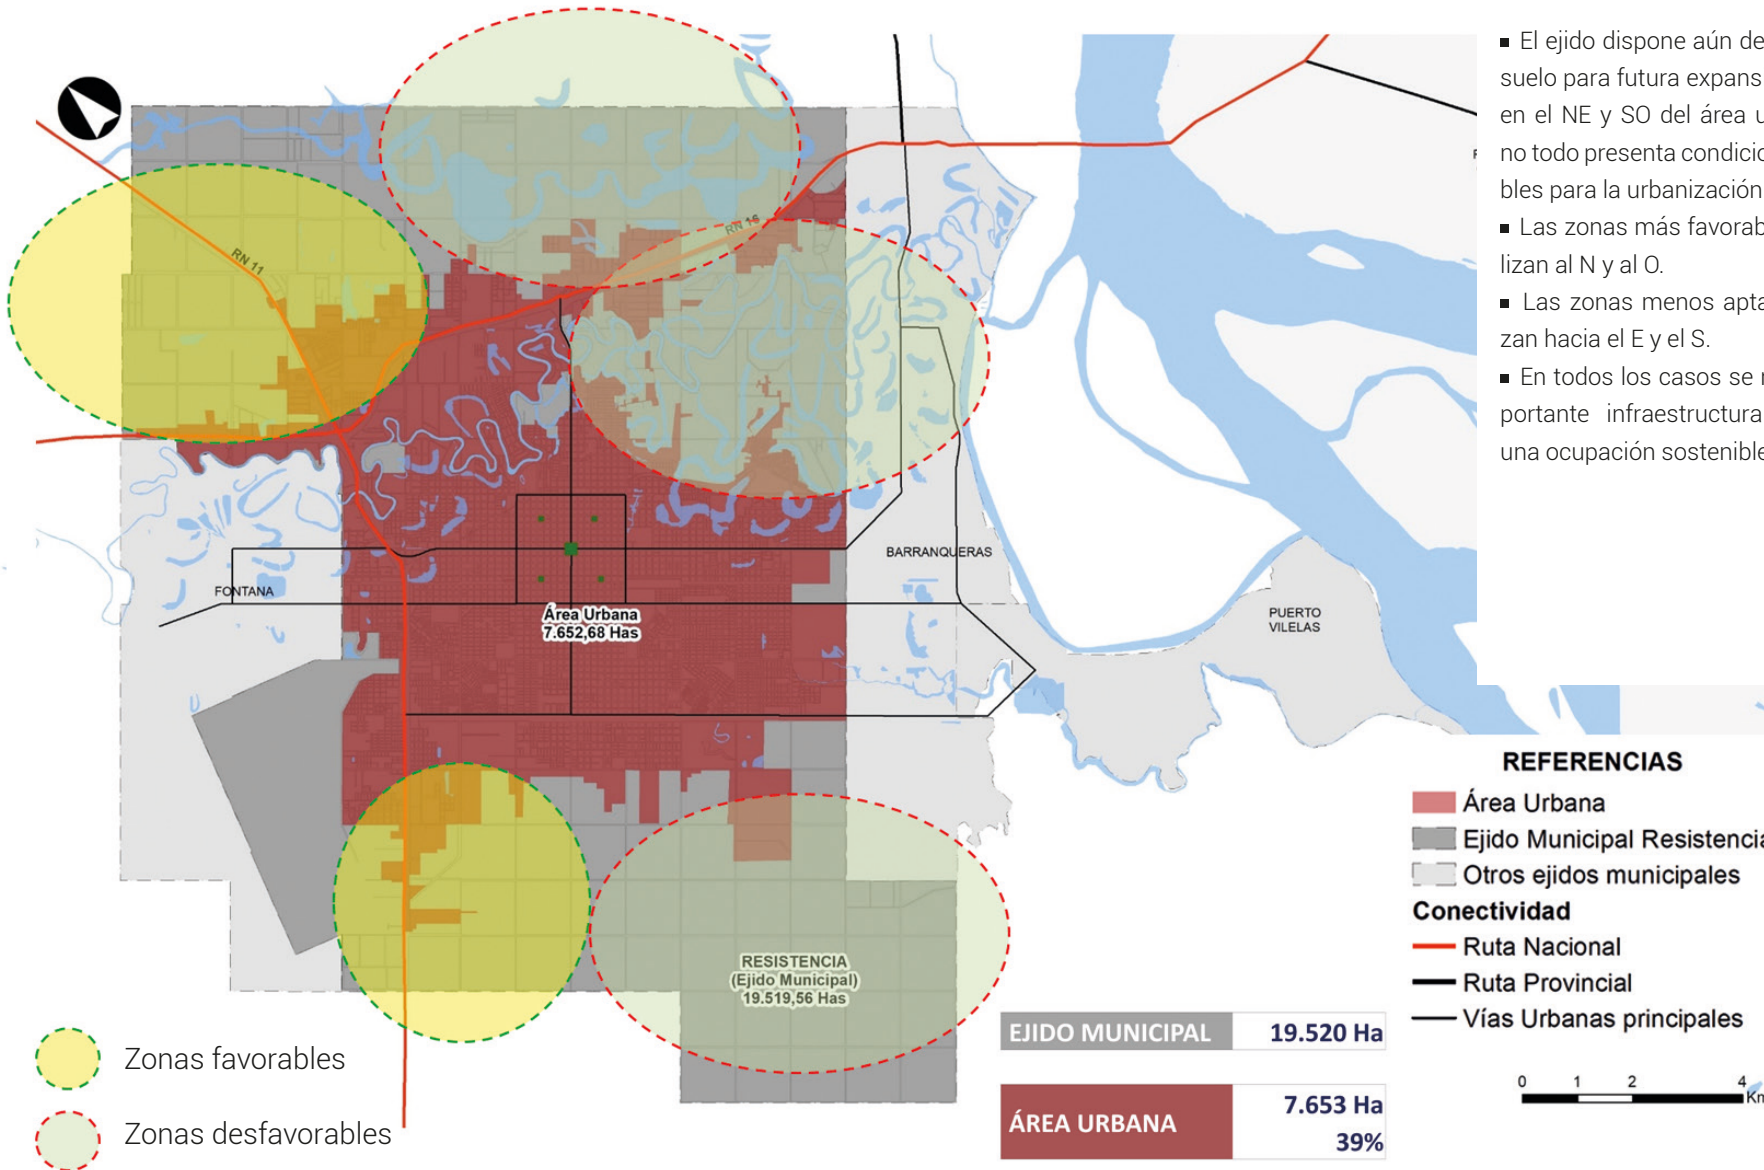 ■ El ejido dispone aún de
suelo para futura expans
en el NE y SO del área u
no todo presenta condicio
bles para la urbanización
■ Las zonas más favorab
lizan al N y al O.
■ Las zonas menos apta
zan hacia el E y el S.
■ En todos los casos se r
portante infraestructura
una ocupación sostenible
RN 11
RN 16
BARRANQUERAS
FONTANA
PUERTO
VILELAS
Área Urbana
7.652,68 Has
RESISTENCIA
(Ejido Municipal)
19.519,56 Has
Zonas favorables
Zonas desfavorables
EJIDO MUNICIPAL 19.520 Ha
ÁREA URBANA 7.653 Ha
39%
REFERENCIAS
Área Urbana
Ejido Municipal Resistencia
Otros ejidos municipales
Conectividad
Ruta Nacional
Ruta Provincial
Vías Urbanas principales
0 1 2 4
Km